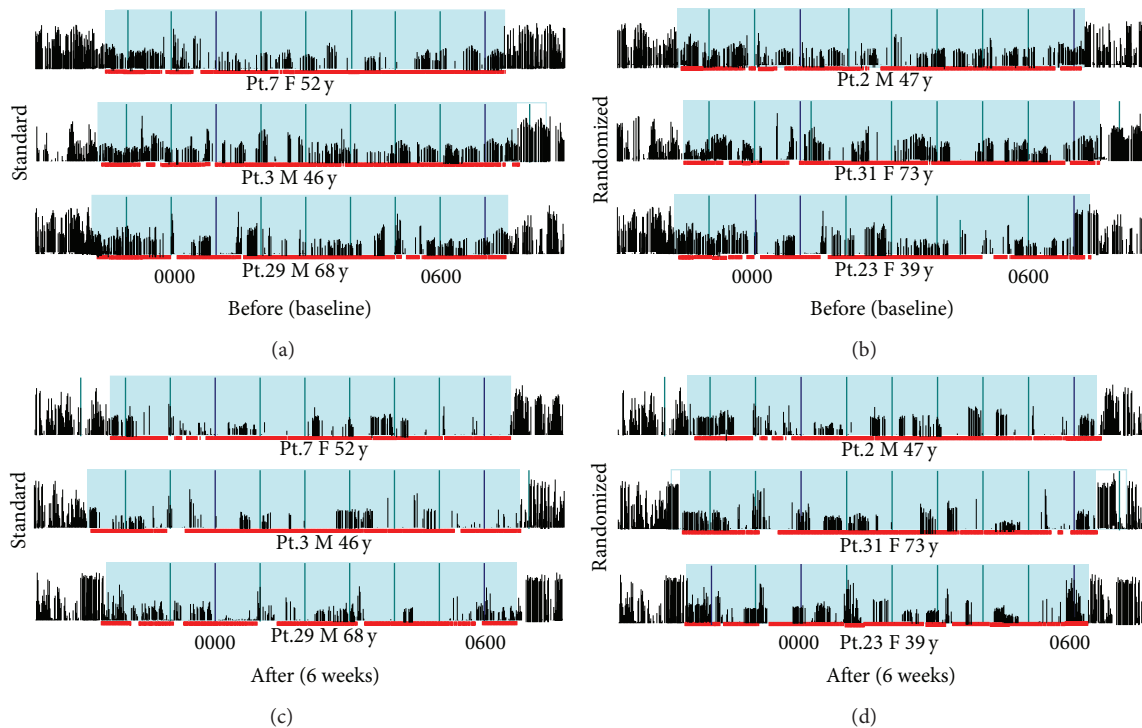 Standard
Pt.7 F 52 y
Pt.3 M 46 y
Pt.29 M 68 y
0000 0600
Before (baseline)
(a)
Randomized
Pt.2 M 47 y
Pt.31 F 73 y
Pt.23 F 39 y
0000 0600
Before (baseline)
(b)
Standard
Pt.7 F 52 y
Pt.3 M 46 y
Pt.29 M 68 y
0000 0600
After (6 weeks)
(c)
Randomized
Pt.2 M 47 y
Pt.31 F 73 y
Pt.23 F 39 y
0000 0600
After (6 weeks)
(d)